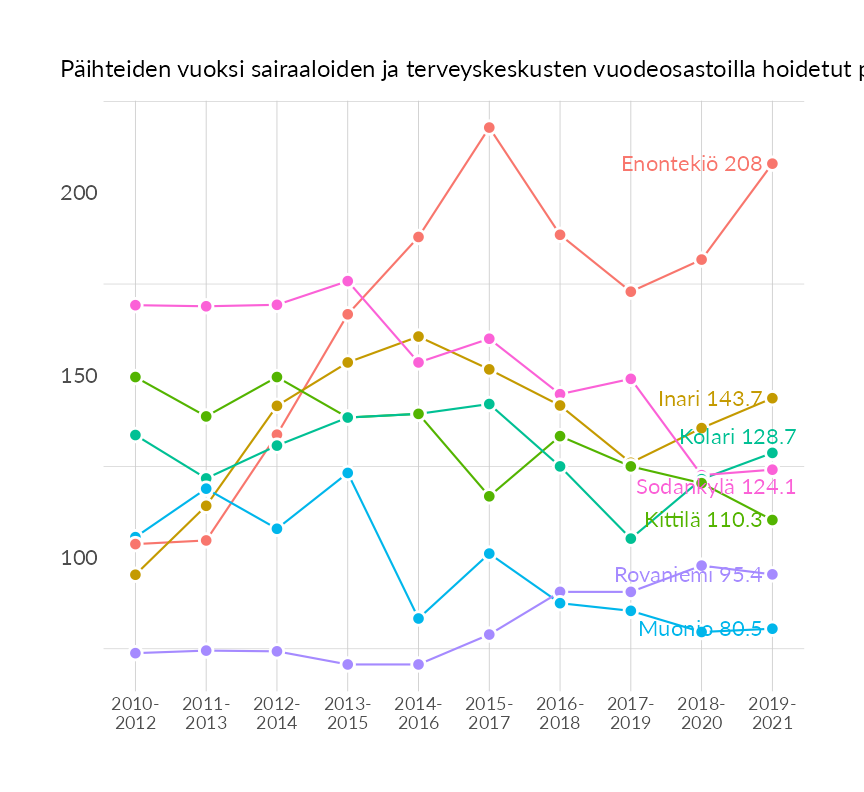 Päihteiden vuoksi sairaaloiden ja terveyskeskusten vuodeosastoilla hoidetut
200
150
100
Enontekiö 208
Inari 143.7
Kolari 128.7
Sodankylä 124.1
Kittilä 110.3
Rovaniemi 95.4
Muonio 80.5
2010-
2012
2011-
2013
2012-
2014
2013-
2015
2014-
2016
2015-
2017
2016-
2018
2017-
2019
2018-
2020
2019-
2021